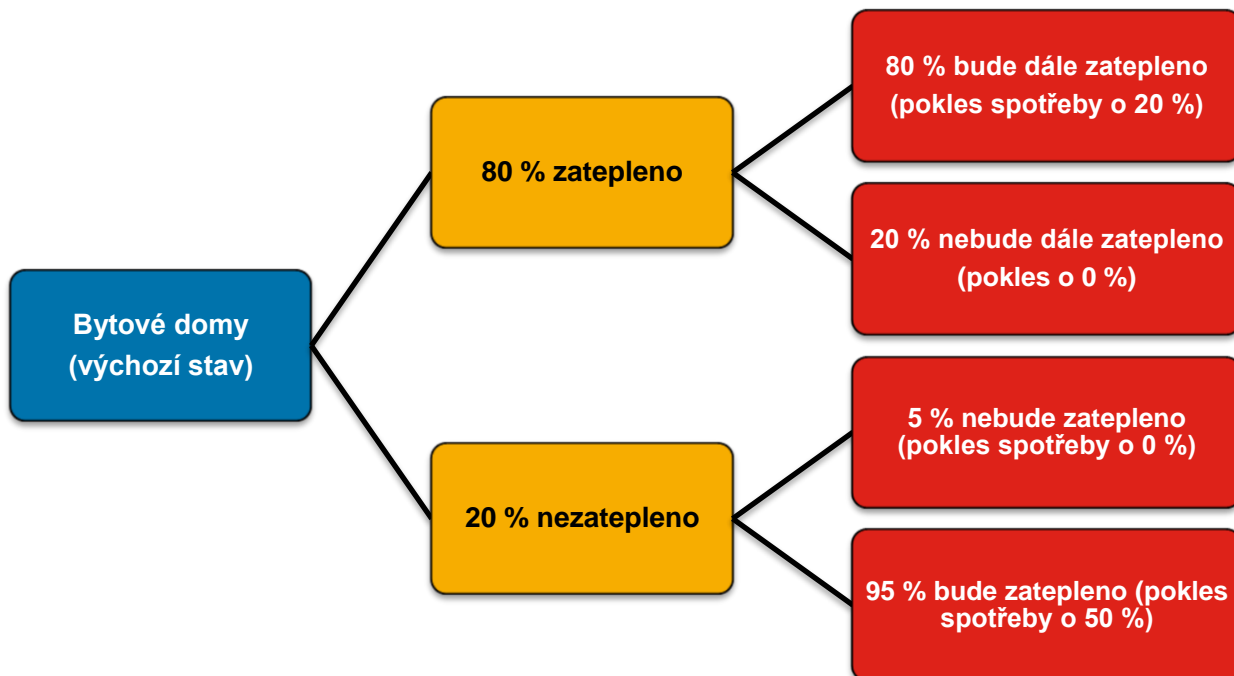 80 % bude dále zatepleno
(pokles spotřeby o 20 %)
80 % zatepleno
20 % nebude dále zatepleno
(pokles o 0 %)
Bytové domy
(výchozí stav)
5 % nebude zatepleno
(pokles spotřeby o 0 %)
20 % nezatepleno
95 % bude zatepleno (pokles
spotřeby o 50 %)